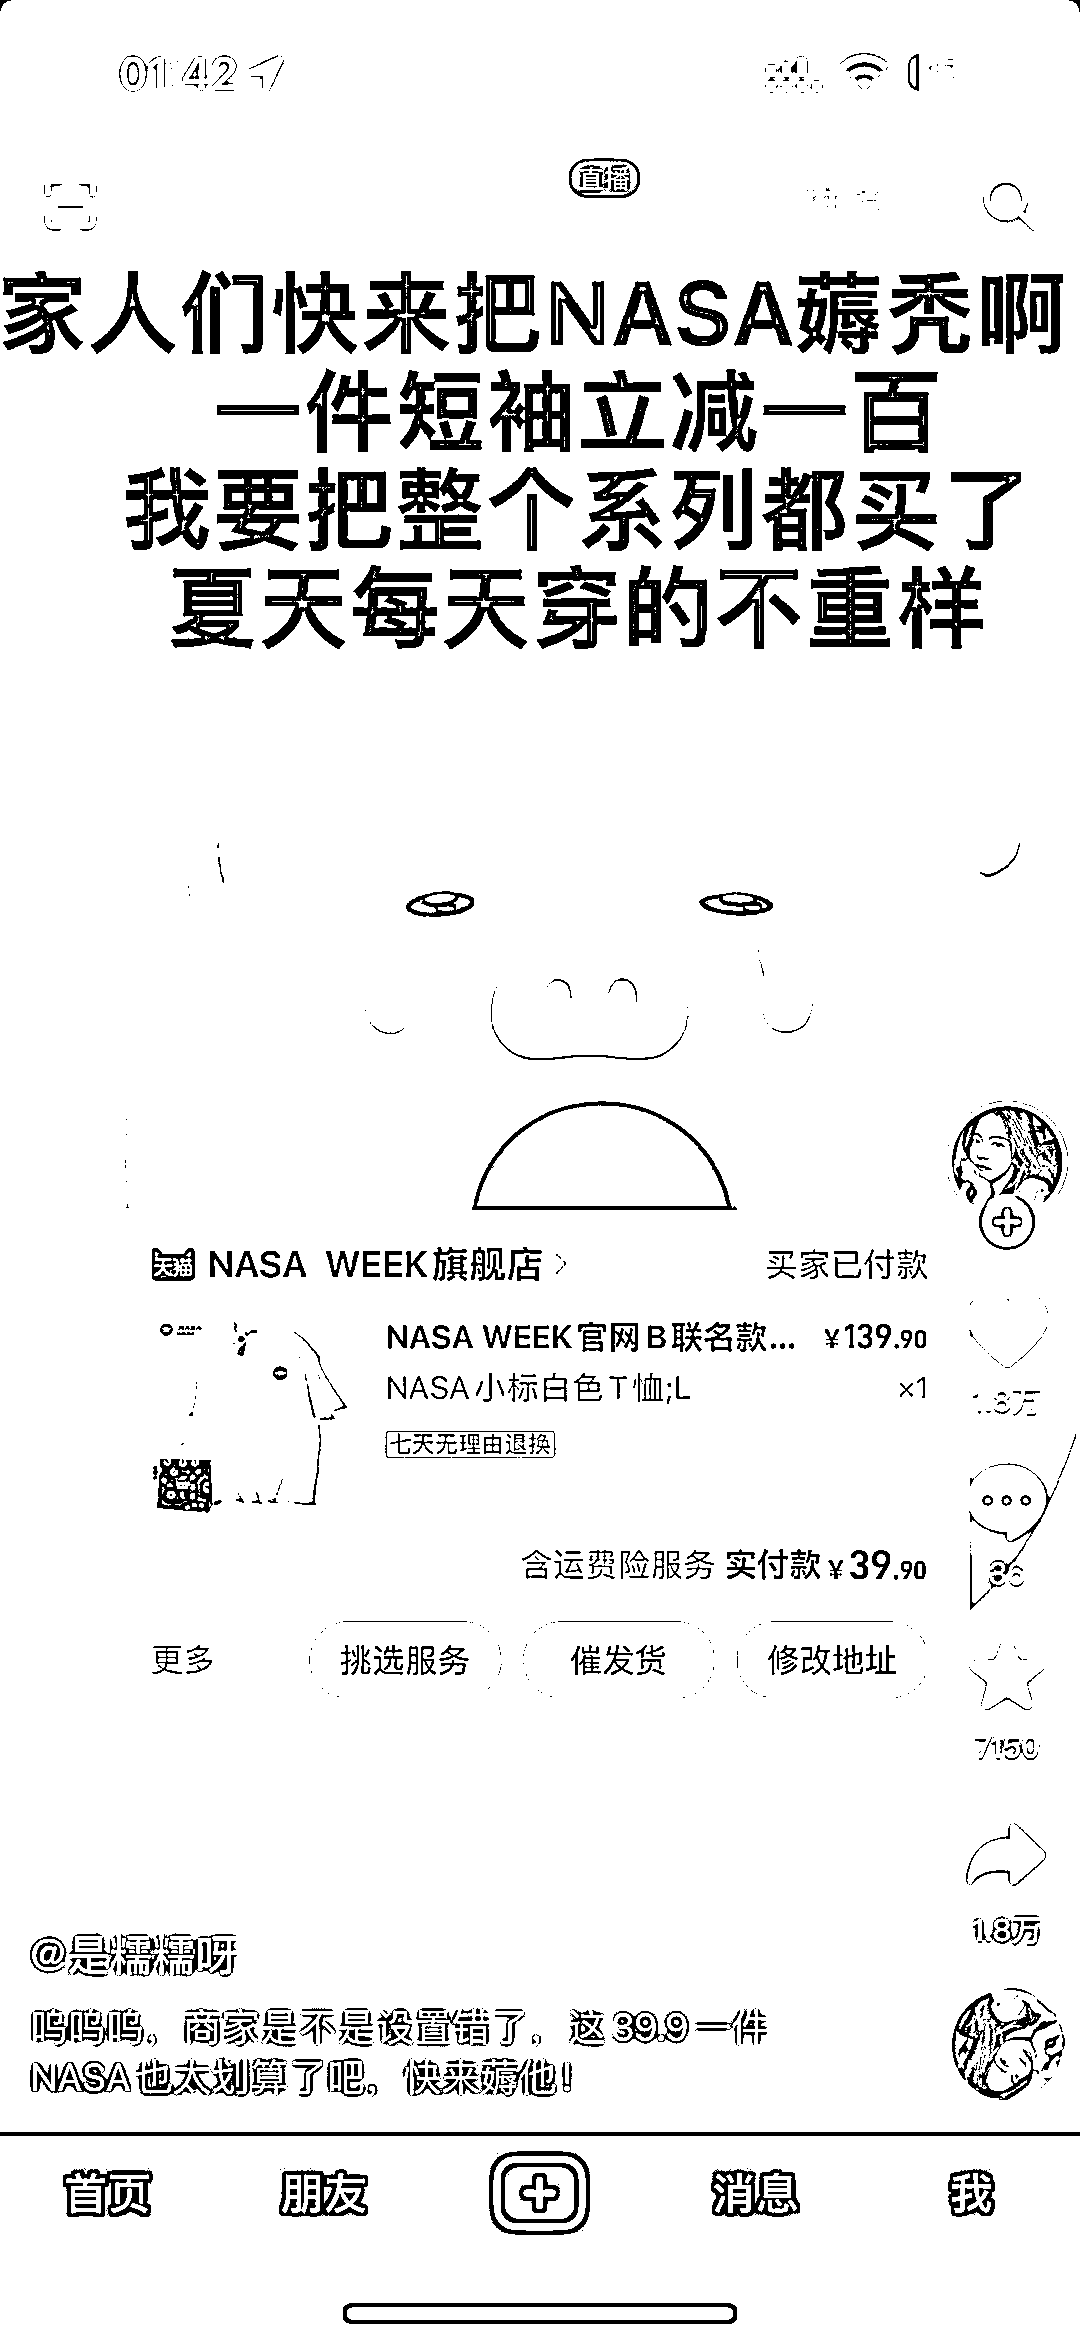 01:42
直播
家人们快来把NASA薅秃啊
一件短袖立减一百
我要把整个系列都买了
夏天每天穿的不重样
天猫 NASA WEEK旗舰店 买家已付款
NASA WEEK官网B联名款... ¥139.90
NASA小标白色T恤;L ×1
七天无理由退换
1.8万
36
含运费险服务 实付款¥39.90
更多 挑选服务 催发货 修改地址
7150
1.8万
@是糯糯呀
呜呜呜，商家是不是设置错了，这39.9一件
NASA也太划算了吧，快来薅他！
首页 朋友 消息 我